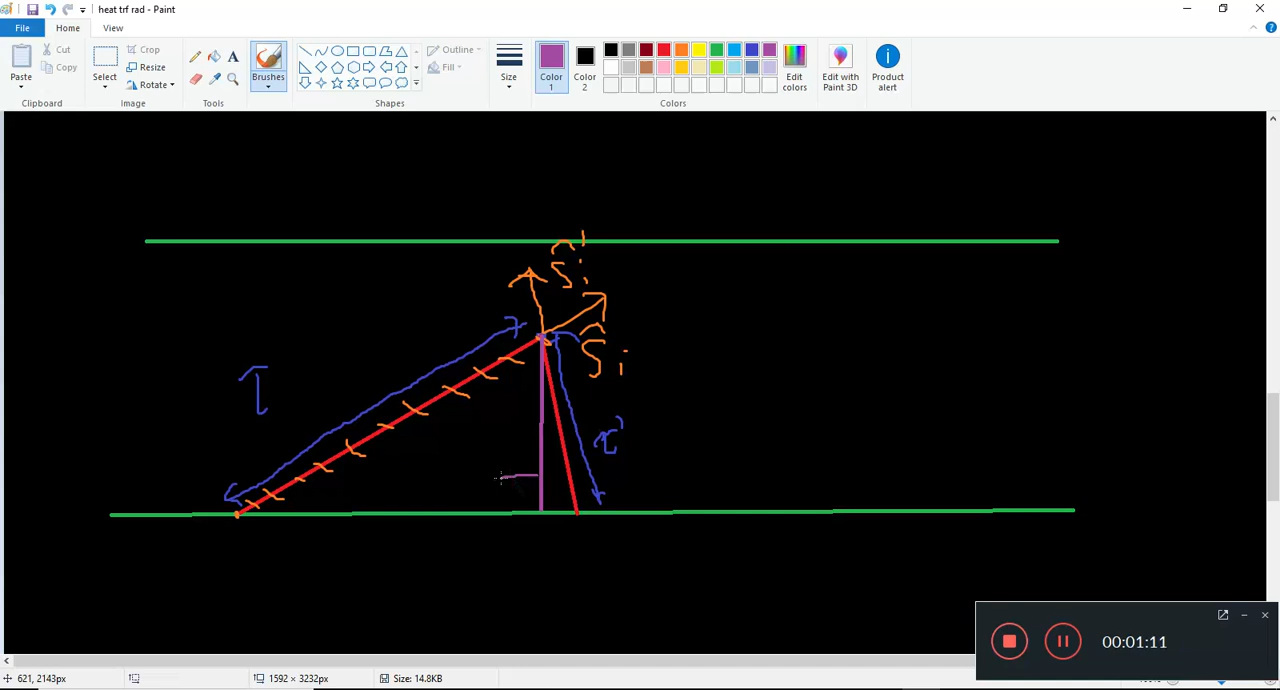 heat trf rad - Paint
File Home View
Paste
Cut
Copy
Clipboard
Select
Crop
Resize
Rotate
Image
A
Tools
Brushes
Shapes
Outline
Fill
Size
Color
1
Color
2
Colors
Edit
colors
Edit with
Paint 3D
Product
alert
ŝ'i
ŝi
τ
τ'
00:01:11
621, 2143px
1592 × 3232px
Size: 14.8KB